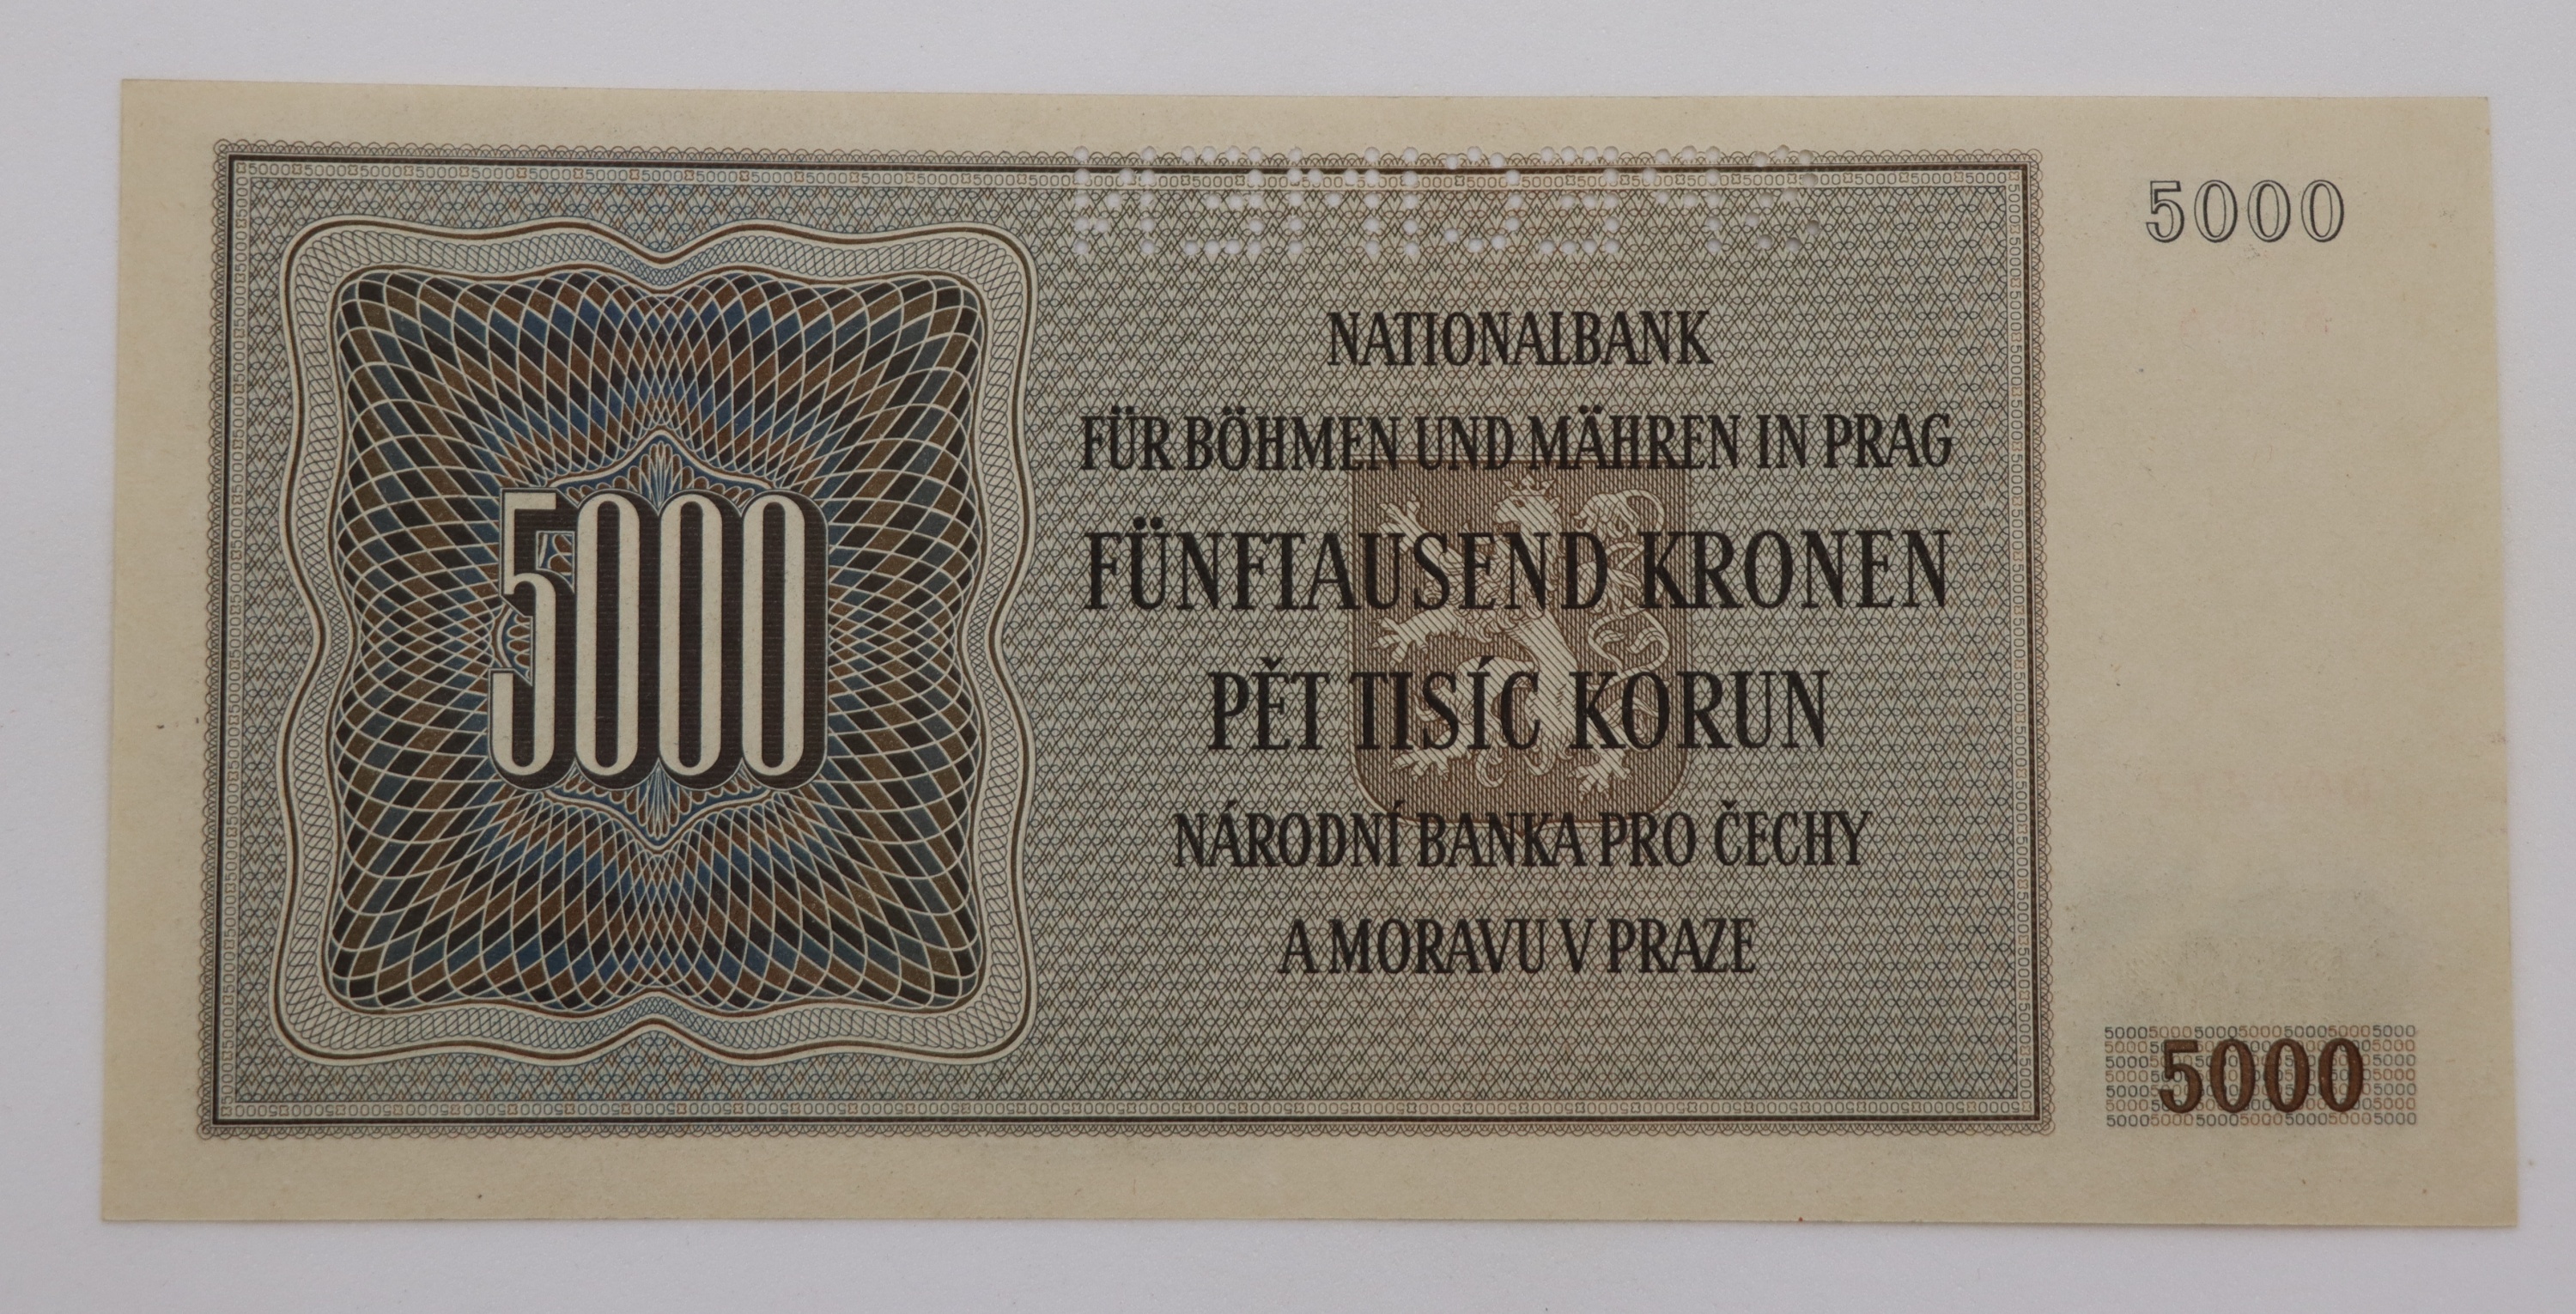 5000
NATIONALBANK
FÜR BÖHMEN UND MÄHREN IN PRAG
FÜNFTAUSEND KRONEN
5000
PĚT TISÍC KORUN
NÁRODNÍ BANKA PRO ČECHY
A MORAVU V PRAZE
5000